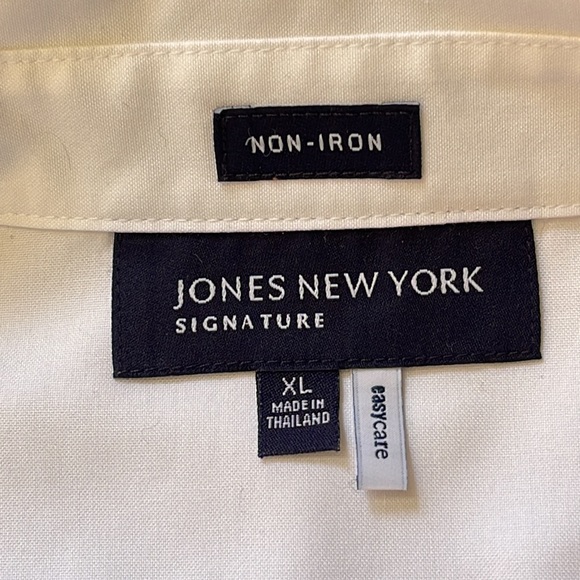 NON-IRON
JONES NEW YORK
SIGNATURE
XL
MADE IN
THAILAND
easycare